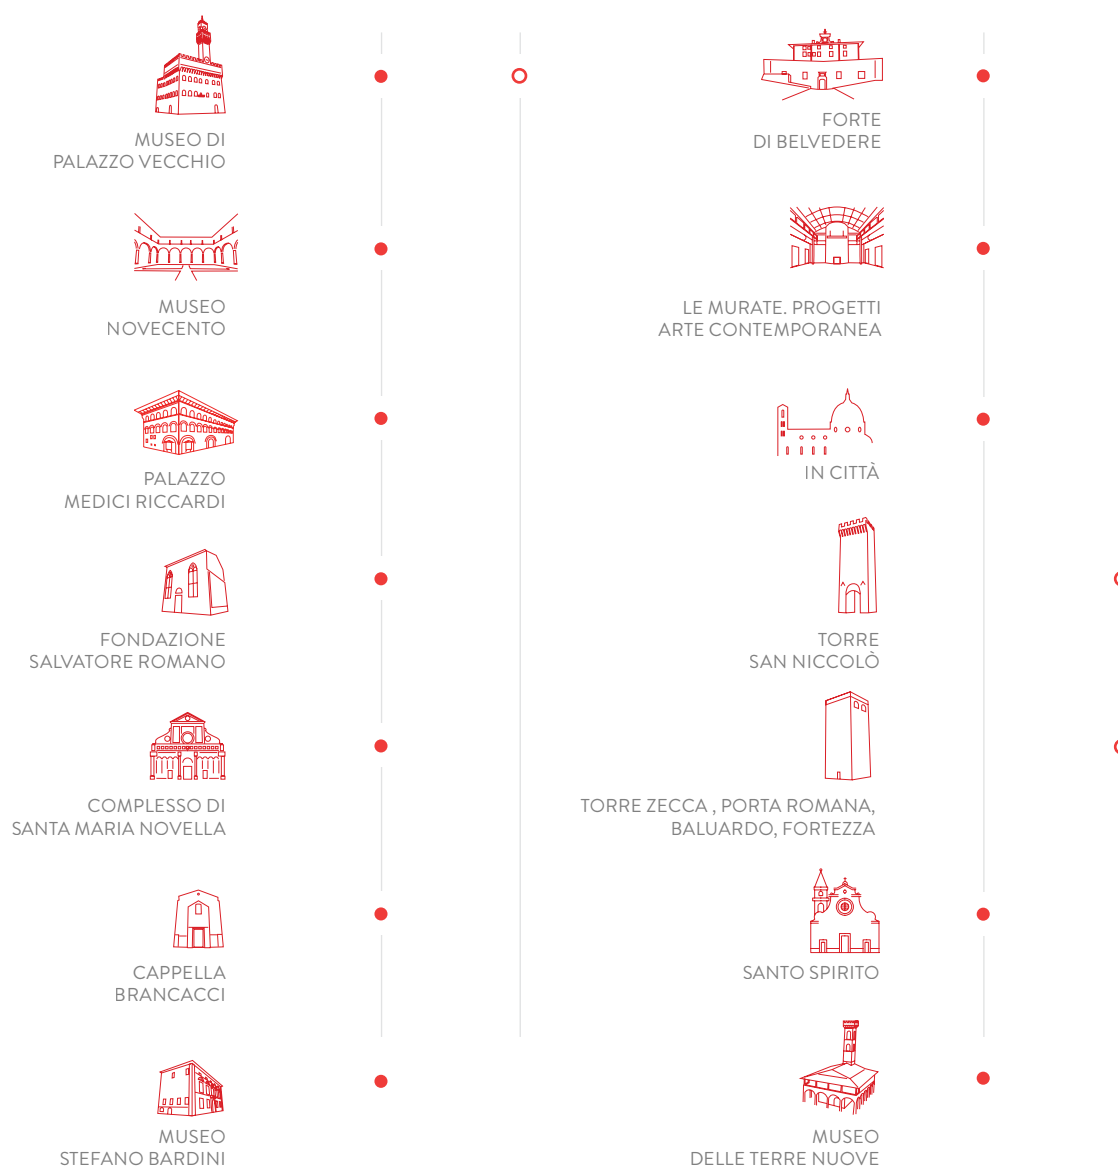 MUSEO DI
PALAZZO VECCHIO
MUSEO
NOVECENTO
PALAZZO
MEDICI RICCARDI
FONDAZIONE
SALVATORE ROMANO
COMPLESSO DI
SANTA MARIA NOVELLA
CAPPELLA
BRANCACCI
MUSEO
STEFANO BARDINI
FORTE
DI BELVEDERE
LE MURATE. PROGETTI
ARTE CONTEMPORANEA
IN CITTÀ
TORRE
SAN NICCOLÒ
TORRE ZECCA , PORTA ROMANA,
BALUARDO, FORTEZZA
SANTO SPIRITO
MUSEO
DELLE TERRE NUOVE